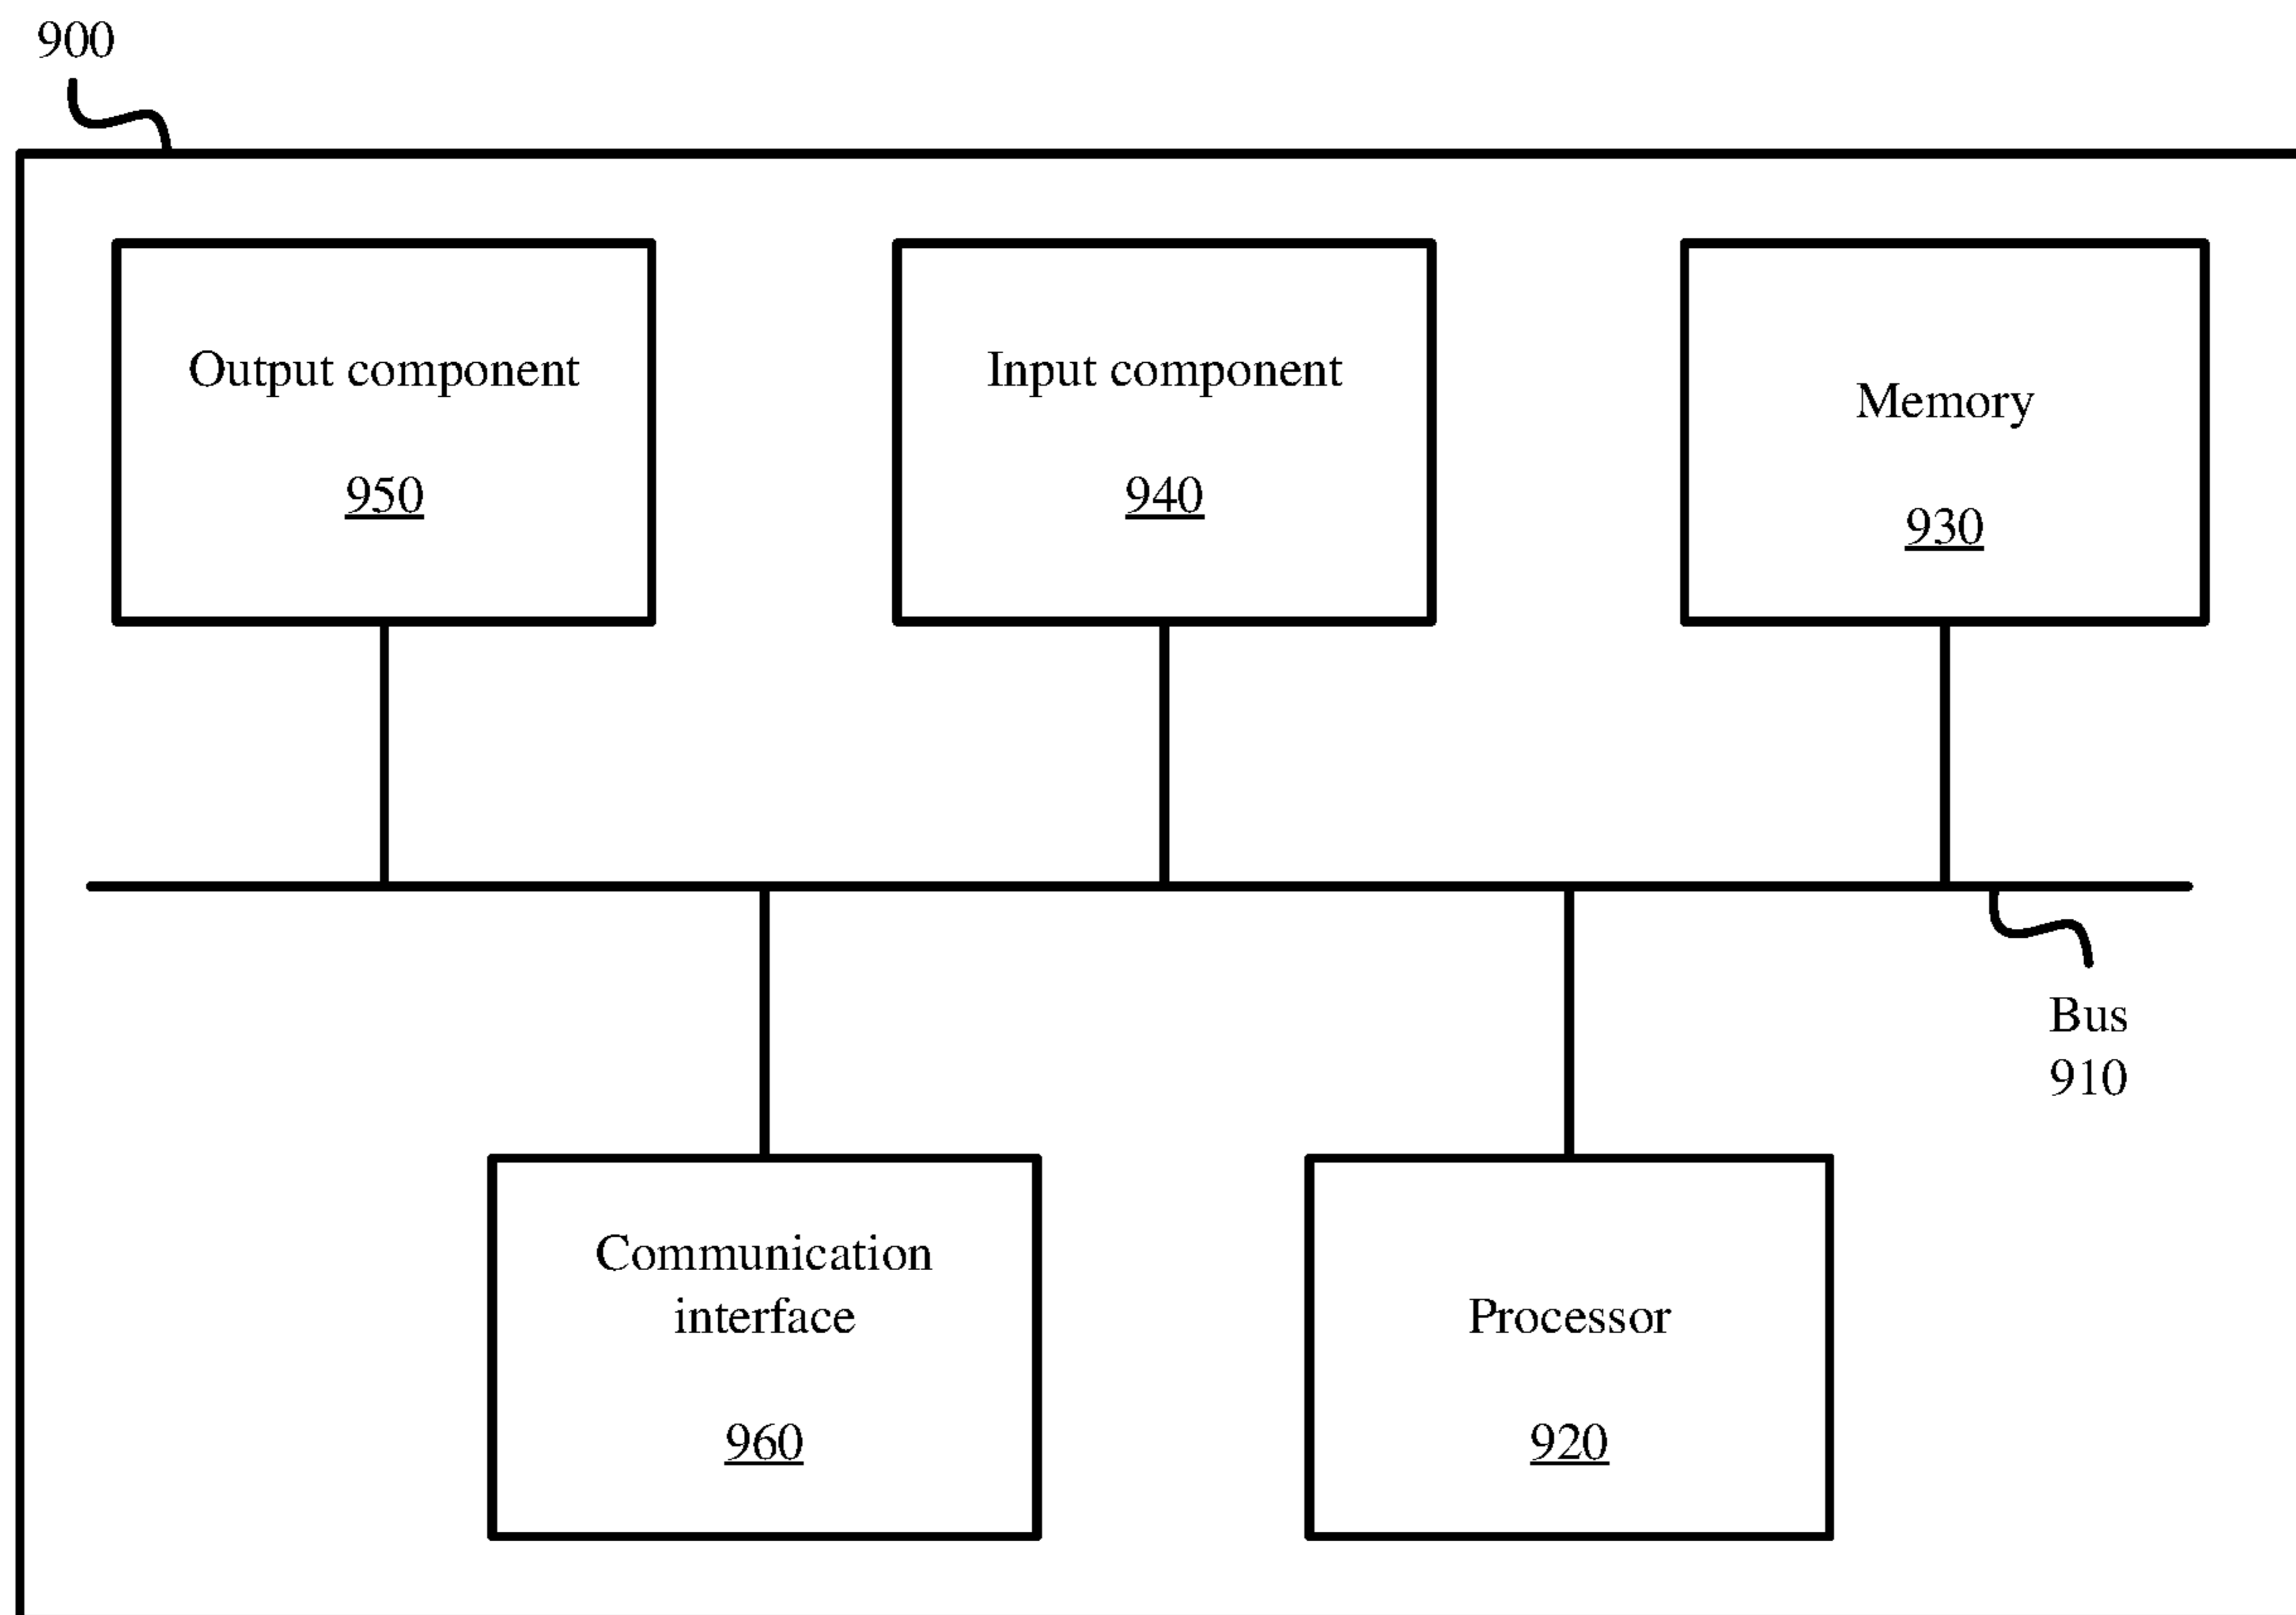 900
Output component
950
Input component
940
Memory
930
Bus
910
Communication
interface
960
Processor
920